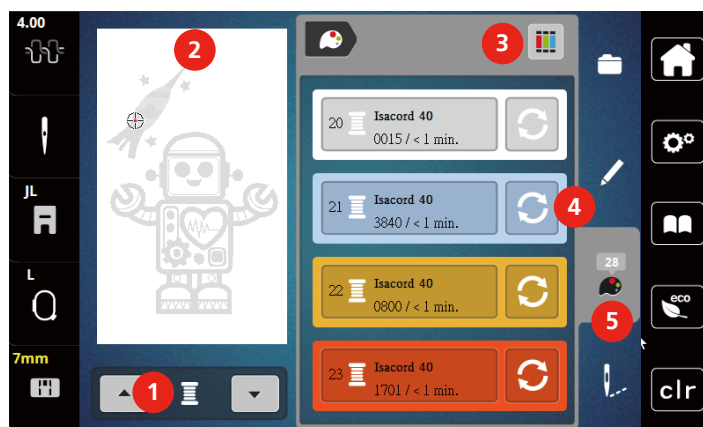 4.00
2
3
20 Isacord 40
0015 / < 1 min.
JL
21 Isacord 40
3840 / < 1 min.
4
28
L
22 Isacord 40
0800 / < 1 min.
eco
5
7mm
23 Isacord 40
1701 / < 1 min.
1
clr